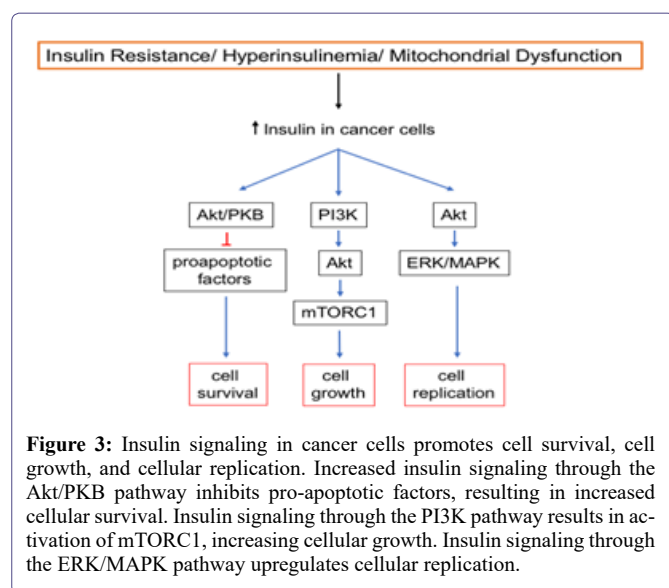 Insulin Resistance/ Hyperinsulinemia/ Mitochondrial Dysfunction
↑ Insulin in cancer cells
Akt/PKB PI3K Akt
proapoptotic factors Akt ERK/MAPK
mTORC1
cell survival cell growth cell replication
Figure 3: Insulin signaling in cancer cells promotes cell survival, cell
growth, and cellular replication. Increased insulin signaling through the
Akt/PKB pathway inhibits pro-apoptotic factors, resulting in increased
cellular survival. Insulin signaling through the PI3K pathway results in ac-
tivation of mTORC1, increasing cellular growth. Insulin signaling through
the ERK/MAPK pathway upregulates cellular replication.